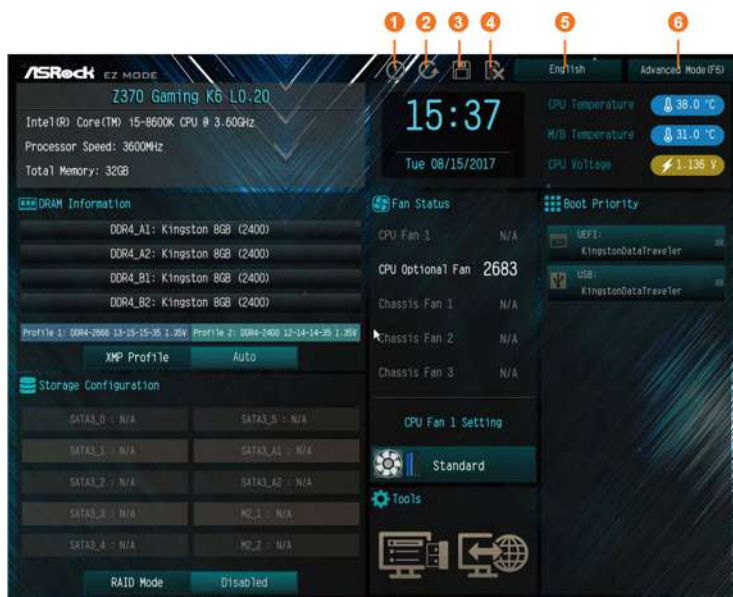 1 2 3 4 5 6
ASRock EZ MODE
English
Advanced Mode(F6)
Z370 Gaming K6 L0.20
Intel(R) Core(TM) i5-8600K CPU @ 3.60GHz
Processor Speed: 3600MHz
Total Memory: 32GB
15:37
Tue 08/15/2017
CPU Temperature 38.0 °C
M/B Temperature 31.0 °C
CPU Voltage 1.136 V
DRAM Information
DDR4_A1: Kingston 8GB (2400)
DDR4_A2: Kingston 8GB (2400)
DDR4_B1: Kingston 8GB (2400)
DDR4_B2: Kingston 8GB (2400)
Profile 1: DDR4-2666 13-15-15-35 1.35V Profile 2: DDR4-2400 12-14-14-35 1.35V
XMP Profile Auto
Storage Configuration
SATA3_0 : N/A SATA3_5 : N/A
SATA3_1 : N/A SATA3_A1 : N/A
SATA3_2 : N/A SATA3_A2 : N/A
SATA3_3 : N/A M2_1 : N/A
SATA3_4 : N/A M2_2 : N/A
RAID Mode Disabled
Fan Status
CPU Fan 1 N/A
CPU Optional Fan 2683
Chassis Fan 1 N/A
Chassis Fan 2 N/A
Chassis Fan 3 N/A
CPU Fan 1 Setting
Standard
Tools
Boot Priority
UEFI:
KingstonDataTraveler
USB:
KingstonDataTraveler